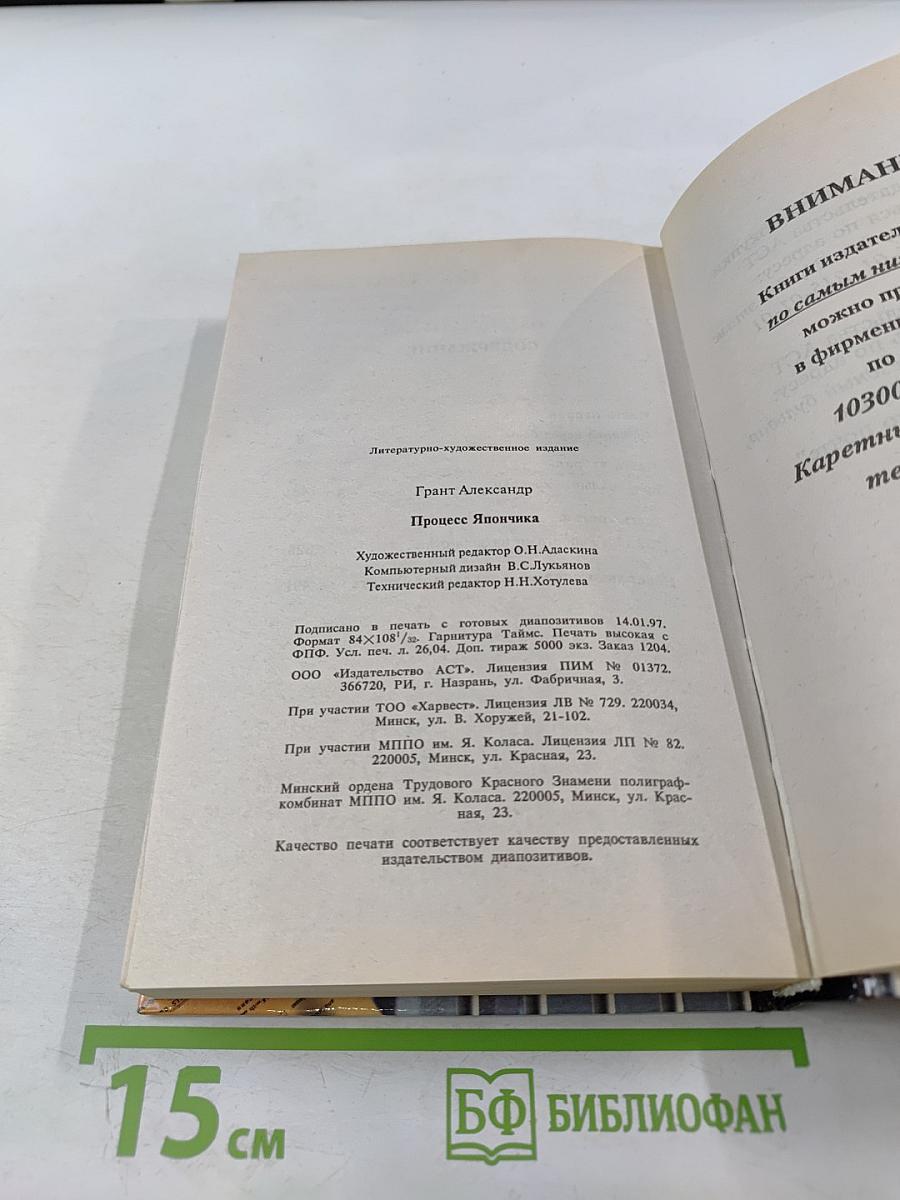 Литературно-художественное издание
Грант Александр
Процесс Япончика
Художественный редактор О.Н.Адаскина
Компьютерный дизайн В.С.Лукьянов
Технический редактор Н.Н.Хотулева
Подписано в печать с готовых диапозитивов 14.01.97.
Формат 84×108¹/₃₂. Гарнитура Таймс. Печать высокая с
ФПФ. Усл. печ. л. 26,04. Доп. тираж 5000 экз. Заказ 1204.
ООО «Издательство АСТ». Лицензия ПИМ № 01372.
366720, РИ, г. Назрань, ул. Фабричная, 3.
При участии ТОО «Харвест». Лицензия ЛВ № 729. 220034,
Минск, ул. В. Хоружей, 21-102.
При участии МППО им. Я. Коласа. Лицензия ЛП № 82.
220005, Минск, ул. Красная, 23.
Минский ордена Трудового Красного Знамени полиграф-
комбинат МППО им. Я. Коласа. 220005, Минск, ул. Крас-
ная, 23.
Качество печати соответствует качеству предоставленных
издательством диапозитивов.
ВНИМАН
Книги издател
по самым ни
можно пр
в фирмен
по
10300
Каретны
те
15 см
БФ БИБЛИОФАН